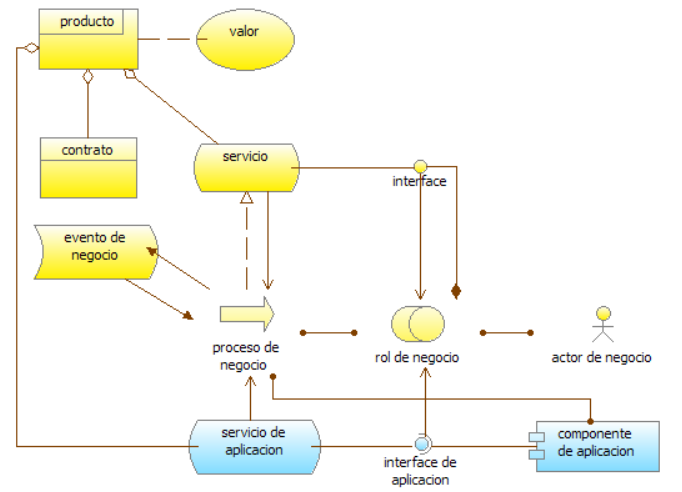 producto
valor
contrato
servicio
interface
evento de
negocio
proceso de
negocio
rol de negocio
actor de negocio
servicio de
aplicacion
interface de
aplicacion
componente
de aplicacion